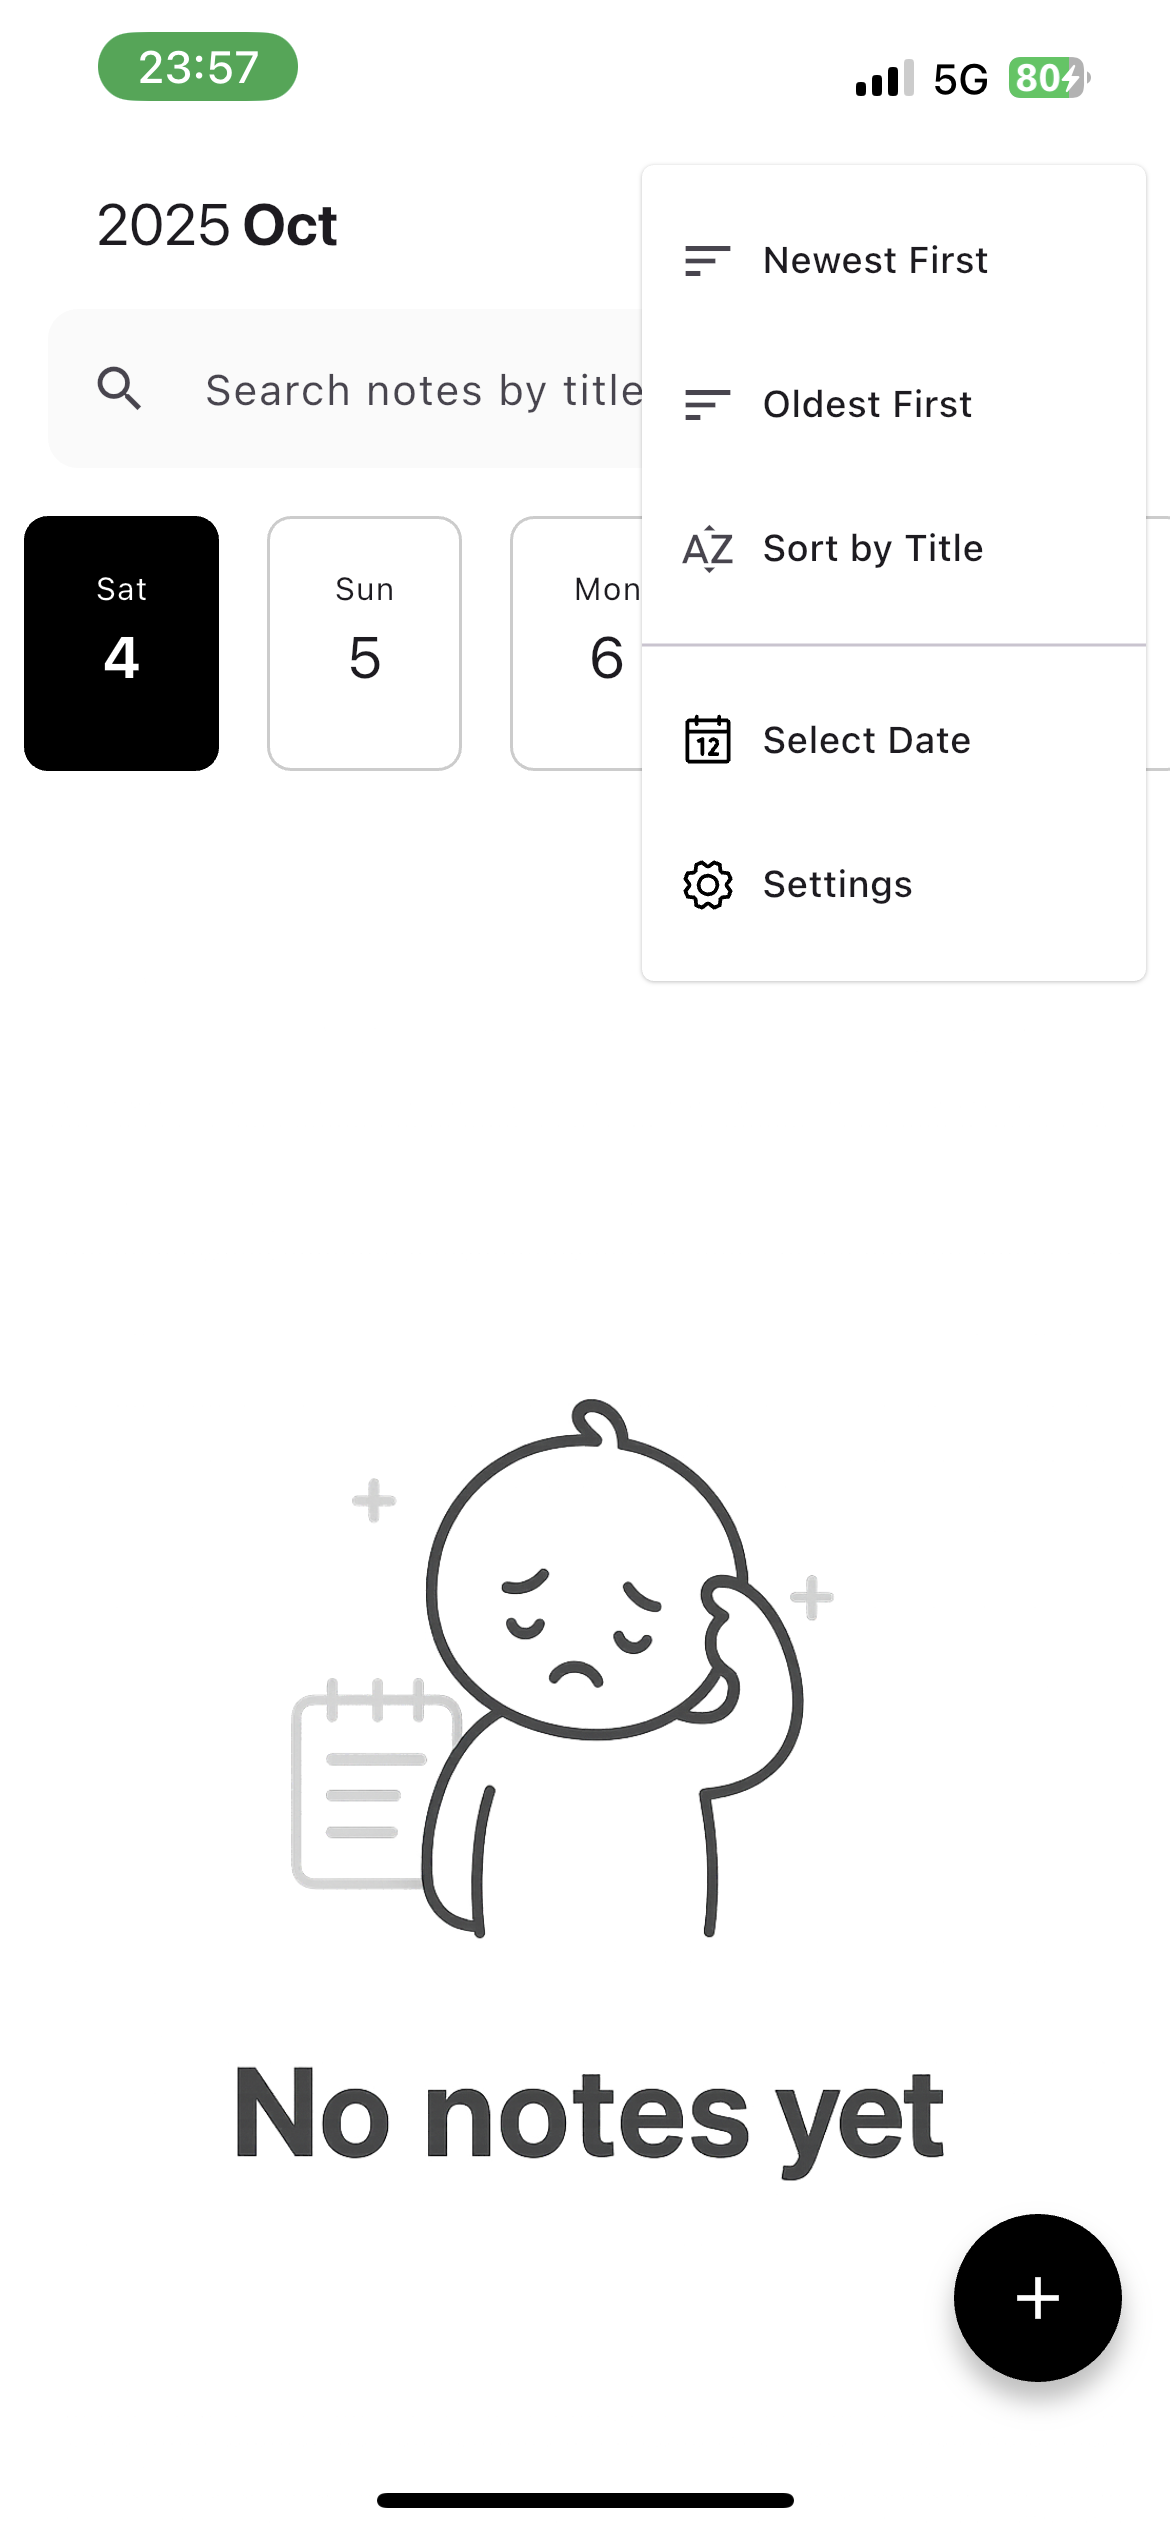 23:57
5G 80
2025 Oct
Newest First
Search notes by title
Oldest First
Sort by Title
Sat
Sun
Mon
4
5
6
12 Select Date
Settings
No notes yet